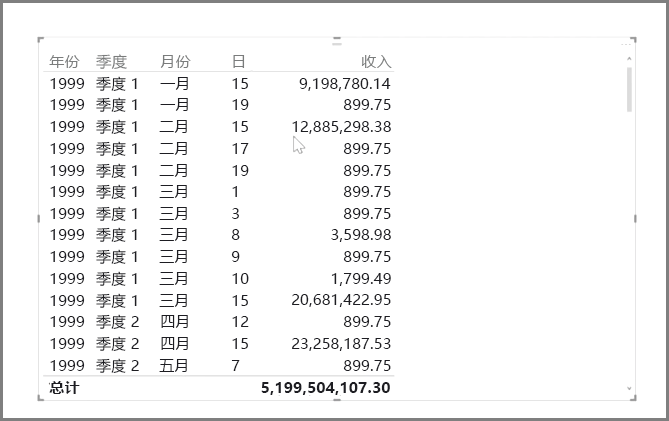 年份 季度 月份 日 收入
1999 季度 1 一月 15 9,198,780.14
1999 季度 1 一月 19 899.75
1999 季度 1 二月 15 12,885,298.38
1999 季度 1 二月 17 899.75
1999 季度 1 二月 19 899.75
1999 季度 1 三月 1 899.75
1999 季度 1 三月 3 899.75
1999 季度 1 三月 8 3,598.98
1999 季度 1 三月 9 899.75
1999 季度 1 三月 10 1,799.49
1999 季度 1 三月 15 20,681,422.95
1999 季度 2 四月 12 899.75
1999 季度 2 四月 15 23,258,187.53
1999 季度 2 五月 7 899.75
总计 5,199,504,107.30